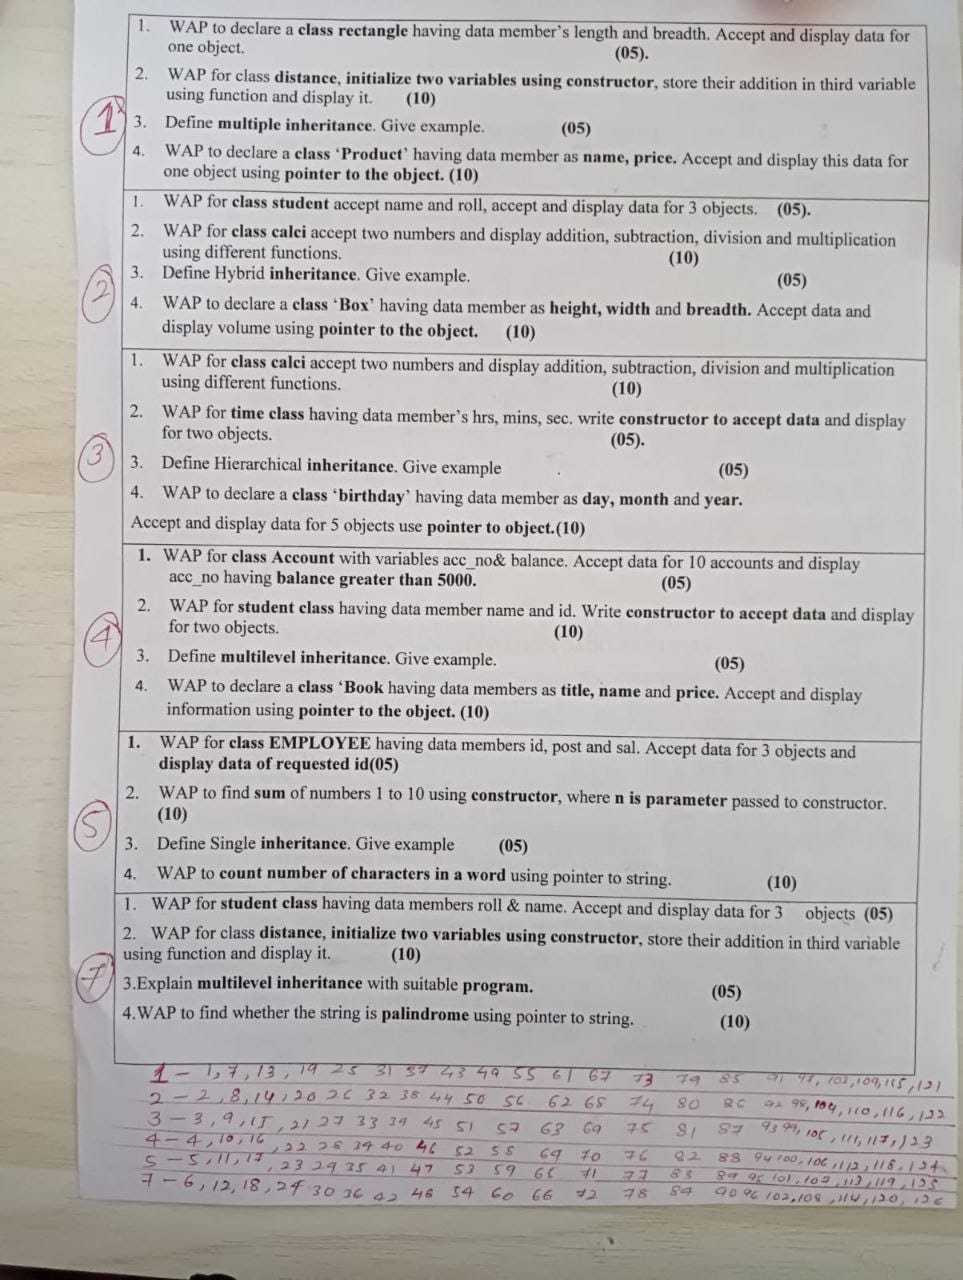 1. WAP to declare a class rectangle having data member's length and breadth. Accept and display data for
one object. (05).
2. WAP for class distance, initialize two variables using constructor, store their addition in third variable
using function and display it. (10)
1
3. Define multiple inheritance. Give example. (05)
4. WAP to declare a class ‘Product’ having data member as name, price. Accept and display this data for
one object using pointer to the object. (10)
1. WAP for class student accept name and roll, accept and display data for 3 objects. (05).
2. WAP for class calci accept two numbers and display addition, subtraction, division and multiplication
using different functions. (10)
2
3. Define Hybrid inheritance. Give example. (05)
4. WAP to declare a class ‘Box’ having data member as height, width and breadth. Accept data and
display volume using pointer to the object. (10)
1. WAP for class calci accept two numbers and display addition, subtraction, division and multiplication
using different functions. (10)
2. WAP for time class having data member's hrs, mins, sec. write constructor to accept data and display
for two objects. (05).
3
3. Define Hierarchical inheritance. Give example (05)
4. WAP to declare a class ‘birthday’ having data member as day, month and year.
Accept and display data for 5 objects use pointer to object.(10)
1. WAP for class Account with variables acc_no& balance. Accept data for 10 accounts and display
acc_no having balance greater than 5000. (05)
2. WAP for student class having data member name and id. Write constructor to accept data and display
for two objects. (10)
4
3. Define multilevel inheritance. Give example. (05)
4. WAP to declare a class ‘Book having data members as title, name and price. Accept and display
information using pointer to the object. (10)
1. WAP for class EMPLOYEE having data members id, post and sal. Accept data for 3 objects and
display data of requested id(05)
2. WAP to find sum of numbers 1 to 10 using constructor, where n is parameter passed to constructor.
(10)
5
3. Define Single inheritance. Give example (05)
4. WAP to count number of characters in a word using pointer to string. (10)
1. WAP for student class having data members roll & name. Accept and display data for 3 objects (05)
2. WAP for class distance, initialize two variables using constructor, store their addition in third variable
using function and display it. (10)
7
3.Explain multilevel inheritance with suitable program. (05)
4.WAP to find whether the string is palindrome using pointer to string. (10)
1 - 1, 7, 13, 19 25 31 37 43 49 55 61 67 73 79 85 91 97, 103, 109, 115, 121
2 - 2, 8, 14, 20 26 32 38 44 50 56 62 68 74 80 86 92 98, 104, 110, 116, 122
3 - 3, 9, 15, 21 27 33 39 45 51 57 63 69 75 81 87 93 99, 105, 111, 117, 123
4 - 4, 10, 16, 22 28 34 40 46 52 58 64 70 76 82 88 94 100, 106, 112, 118, 124
5 - 5, 11, 17, 23 29 35 41 47 53 59 65 71 77 83 89 95 101, 107, 113, 119, 125
7 - 6, 12, 18, 24 30 36 42 48 54 60 66 72 78 84 90 96 102, 108, 114, 120, 126